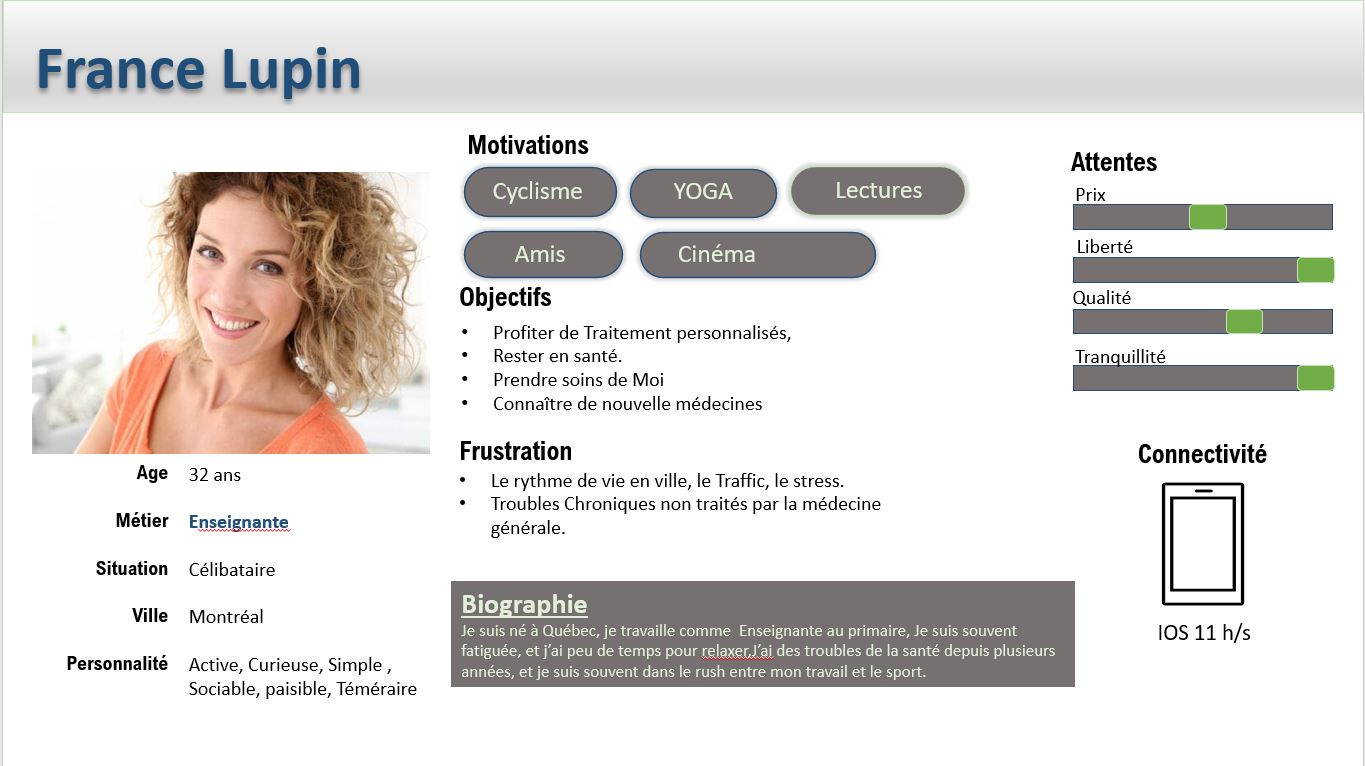 France Lupin
Motivations
Cyclisme
YOGA
Lectures
Amis
Cinéma
Objectifs
• Profiter de Traitement personnalisés,
• Rester en santé.
• Prendre soins de Moi
• Connaître de nouvelle médecines
Frustration
• Le rythme de vie en ville, le Traffic, le stress.
• Troubles Chroniques non traités par la médecine
générale.
Biographie
Je suis né à Québec, je travaille comme Enseignante au primaire, Je suis souvent
fatiguée, et j’ai peu de temps pour relaxer,J’ai des troubles de la santé depuis plusieurs
années, et je suis souvent dans le rush entre mon travail et le sport.
Age 32 ans
Métier Enseignante
Situation Célibataire
Ville Montréal
Personnalité Active, Curieuse, Simple ,
Sociable, paisible, Téméraire
Attentes
Prix
Liberté
Qualité
Tranquillité
Connectivité
IOS 11 h/s